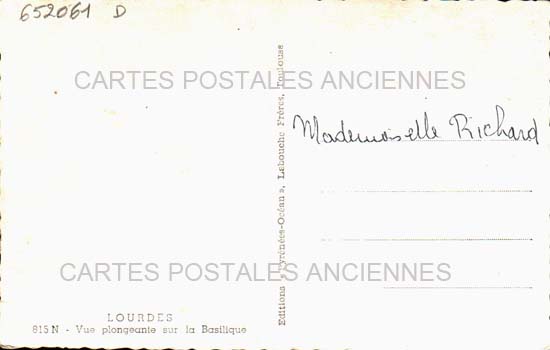 652061 D
CARTES POSTALES ANCIENNES
Mademoiselle Richard
Editions « Pyrénées-Océan », Labouche Frères, Toulouse
CARTES POSTALES ANCIENNES
LOURDES
815 N - Vue plongeante sur la Basilique